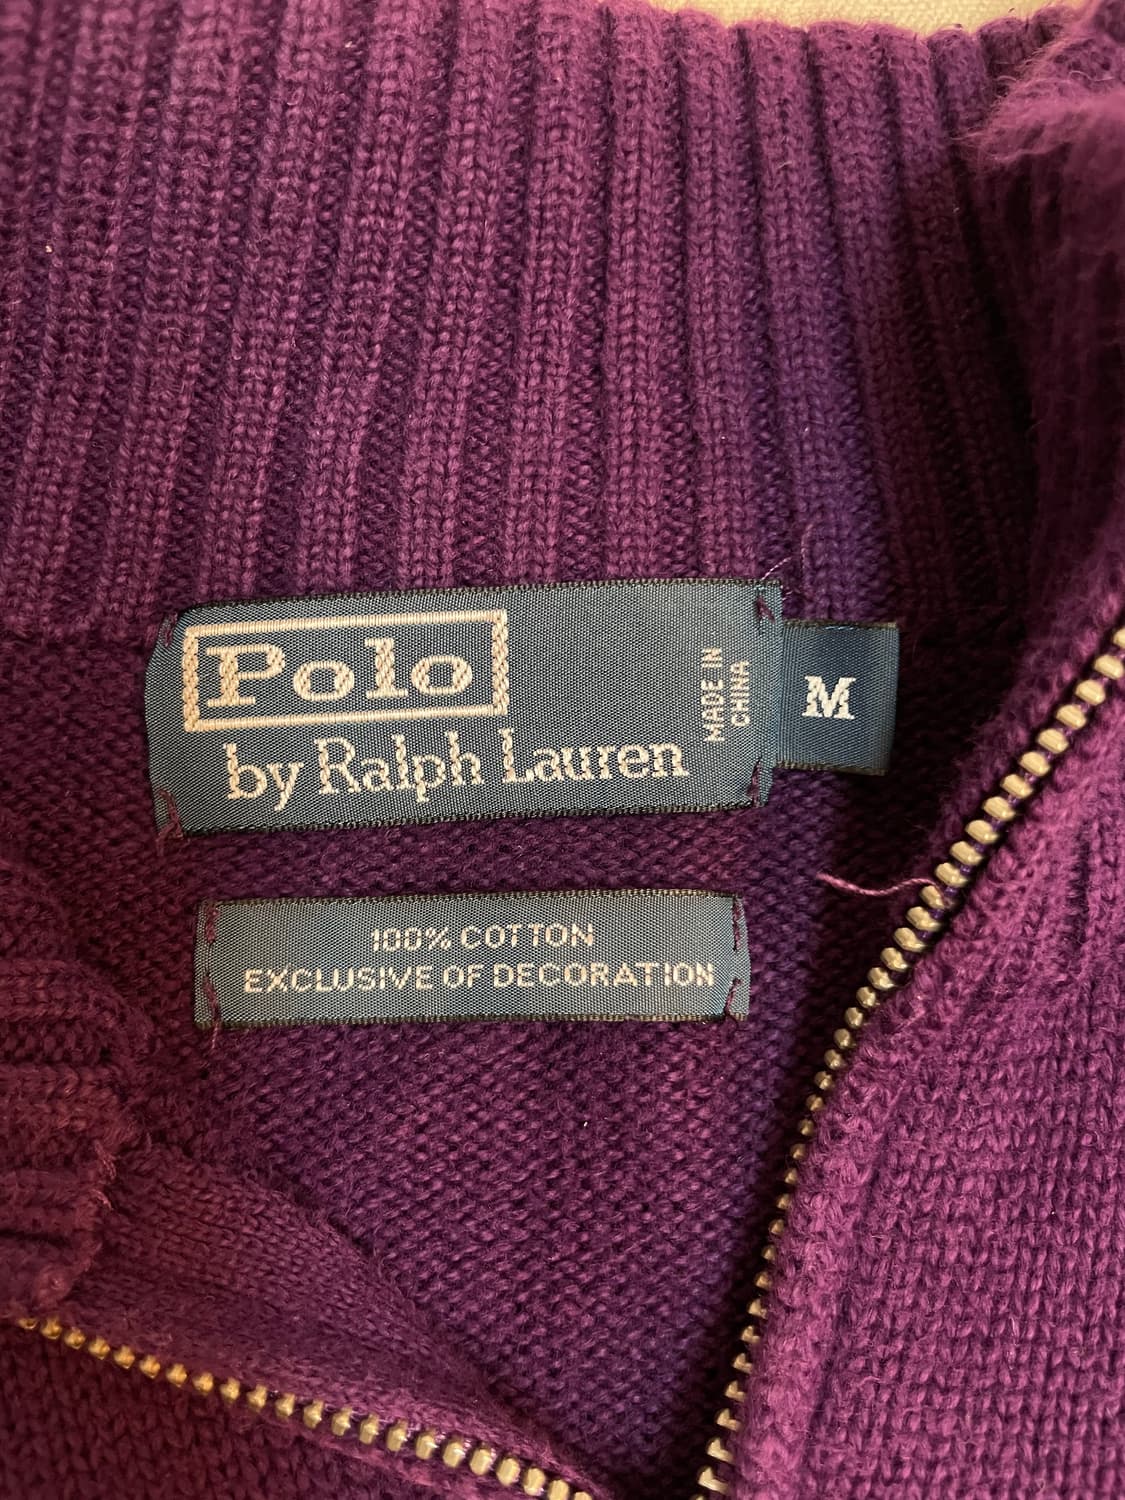 Polo
by Ralph Lauren
MADE IN
CHINA
M
100% COTTON
EXCLUSIVE OF DECORATION